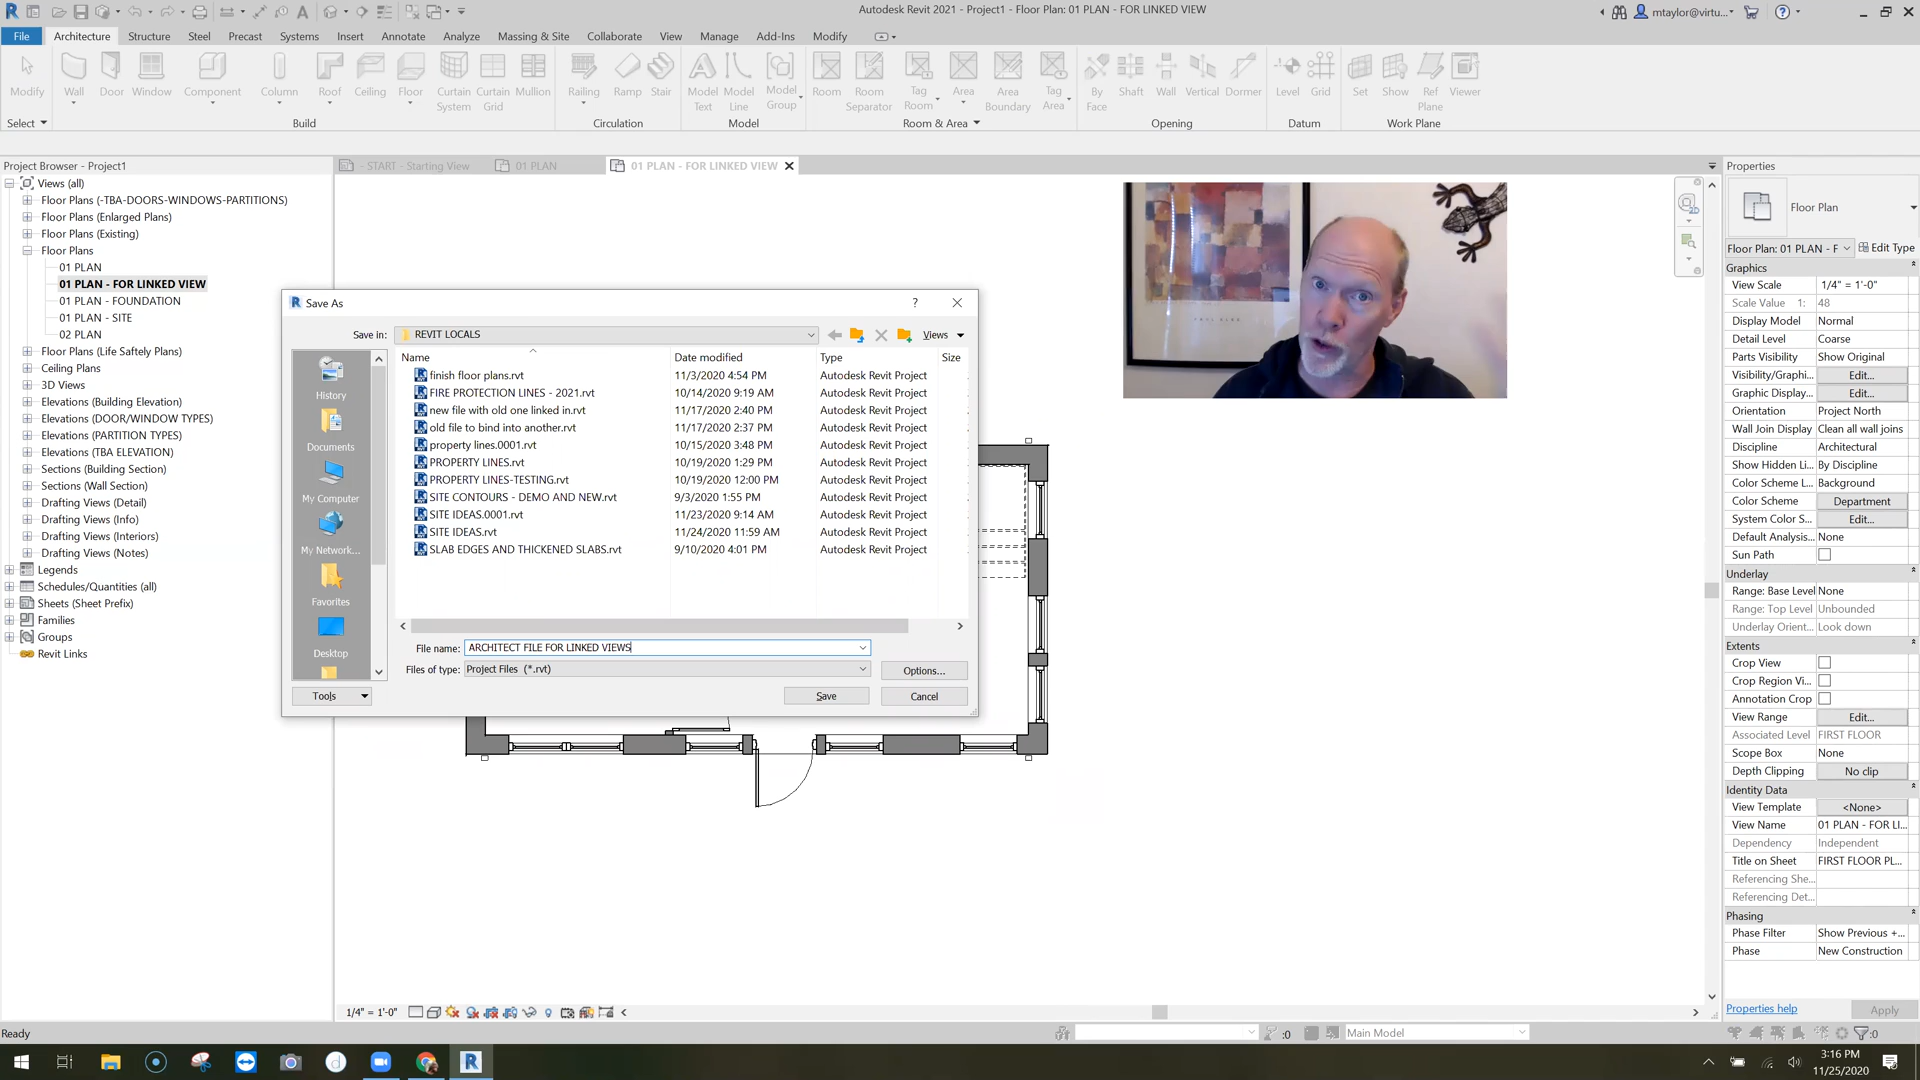 Autodesk Revit 2021 - Project1 - Floor Plan: 01 PLAN - FOR LINKED VIEW
mtaylor@virtu...
File Architecture Structure Steel Precast Systems Insert Annotate Analyze Massing & Site Collaborate View Manage Add-Ins Modify
Modify Wall Door Window Component Column Roof Ceiling Floor Curtain System Curtain Grid Mullion Railing Ramp Stair Model Text Model Line Model Group Room Room Separator Tag Room Area Area Boundary Tag Area By Face Shaft Wall Vertical Dormer Level Grid Set Show Ref Plane Viewer
Select Build Circulation Model Room & Area Opening Datum Work Plane
Project Browser - Project1
- START - Starting View 01 PLAN 01 PLAN - FOR LINKED VIEW
Views (all)
Floor Plans (-TBA-DOORS-WINDOWS-PARTITIONS)
Floor Plans (Enlarged Plans)
Floor Plans (Existing)
Floor Plans
01 PLAN
01 PLAN - FOR LINKED VIEW
01 PLAN - FOUNDATION
01 PLAN - SITE
02 PLAN
Floor Plans (Life Saftely Plans)
Ceiling Plans
3D Views
Elevations (Building Elevation)
Elevations (DOOR/WINDOW TYPES)
Elevations (PARTITION TYPES)
Elevations (TBA ELEVATION)
Sections (Building Section)
Sections (Wall Section)
Drafting Views (Detail)
Drafting Views (Info)
Drafting Views (Interiors)
Drafting Views (Notes)
Legends
Schedules/Quantities (all)
Sheets (Sheet Prefix)
Families
Groups
Revit Links
Save As
Save in: REVIT LOCALS Views
History
Documents
My Computer
My Network...
Favorites
Desktop
Name Date modified Type Size
finish floor plans.rvt 11/3/2020 4:54 PM Autodesk Revit Project
FIRE PROTECTION LINES - 2021.rvt 10/14/2020 9:19 AM Autodesk Revit Project
new file with old one linked in.rvt 11/17/2020 2:40 PM Autodesk Revit Project
old file to bind into another.rvt 11/17/2020 2:37 PM Autodesk Revit Project
property lines.0001.rvt 10/15/2020 3:48 PM Autodesk Revit Project
PROPERTY LINES.rvt 10/19/2020 1:29 PM Autodesk Revit Project
PROPERTY LINES-TESTING.rvt 10/19/2020 12:00 PM Autodesk Revit Project
SITE CONTOURS - DEMO AND NEW.rvt 9/3/2020 1:55 PM Autodesk Revit Project
SITE IDEAS.0001.rvt 11/23/2020 9:14 AM Autodesk Revit Project
SITE IDEAS.rvt 11/24/2020 11:59 AM Autodesk Revit Project
SLAB EDGES AND THICKENED SLABS.rvt 9/10/2020 4:01 PM Autodesk Revit Project
File name: ARCHITECT FILE FOR LINKED VIEWS
Files of type: Project Files (*.rvt) Options...
Tools Save Cancel
Properties
Floor Plan
Floor Plan: 01 PLAN - F Edit Type
Graphics
View Scale 1/4" = 1'-0"
Scale Value 1: 48
Display Model Normal
Detail Level Coarse
Parts Visibility Show Original
Visibility/Graphi... Edit...
Graphic Display... Edit...
Orientation Project North
Wall Join Display Clean all wall joins
Discipline Architectural
Show Hidden Li... By Discipline
Color Scheme L... Background
Color Scheme Department
System Color S... Edit...
Default Analysis... None
Sun Path
Underlay
Range: Base Level None
Range: Top Level Unbounded
Underlay Orient... Look down
Extents
Crop View
Crop Region Vi...
Annotation Crop
View Range Edit...
Associated Level FIRST FLOOR
Scope Box None
Depth Clipping No clip
Identity Data
View Template <None>
View Name 01 PLAN - FOR LI...
Dependency Independent
Title on Sheet FIRST FLOOR PL...
Referencing She...
Referencing Det...
Phasing
Phase Filter Show Previous +...
Phase New Construction
Properties help Apply
1/4" = 1'-0"
Ready :0 Main Model :0
3:16 PM
11/25/2020